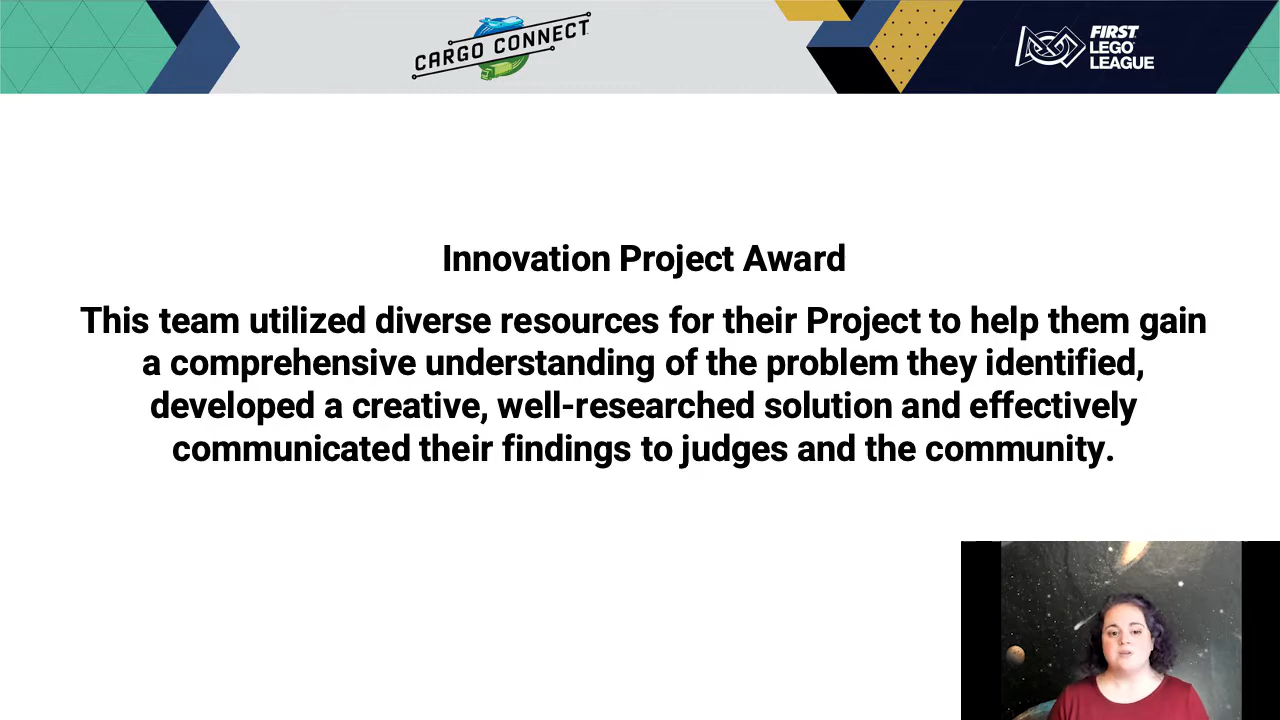 CARGO CONNECT
FIRST
LEGO
LEAGUE
Innovation Project Award
This team utilized diverse resources for their Project to help them gain
a comprehensive understanding of the problem they identified,
developed a creative, well-researched solution and effectively
communicated their findings to judges and the community.